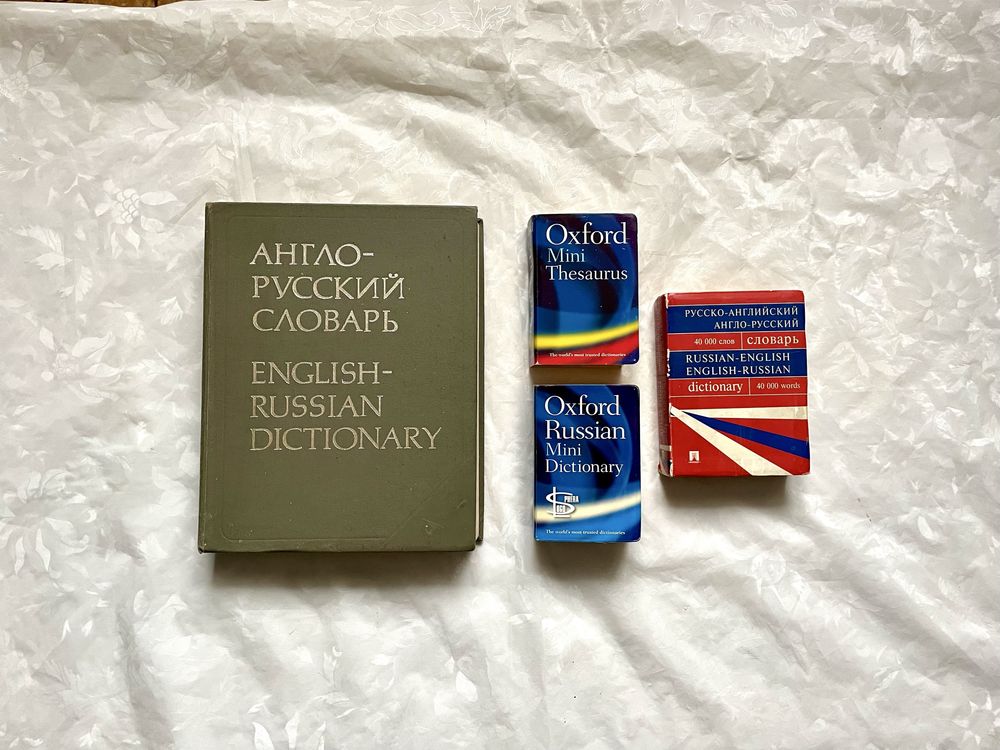 АНГЛО-
РУССКИЙ
СЛОВАРЬ
ENGLISH-
RUSSIAN
DICTIONARY
Oxford
Mini
Thesaurus
The world's most trusted dictionaries
Oxford
Russian
Mini
Dictionary
The world's most trusted dictionaries
РУССКО-АНГЛИЙСКИЙ
АНГЛО-РУССКИЙ
40 000 слов словарь
RUSSIAN-ENGLISH
ENGLISH-RUSSIAN
dictionary 40 000 words